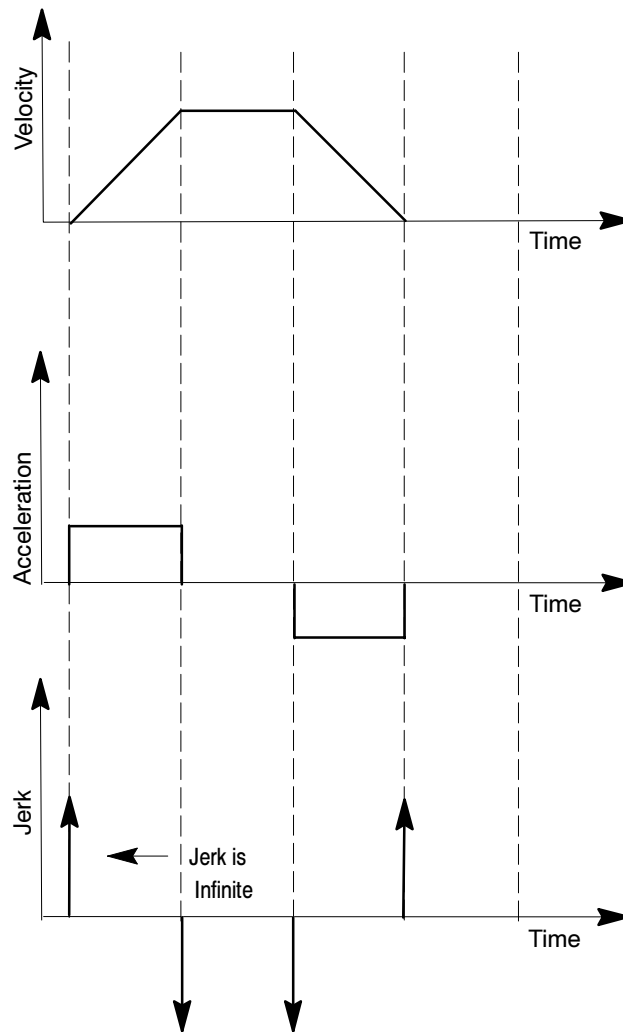 Velocity
Time
Acceleration
Time
Jerk
Jerk is
Infinite
Time